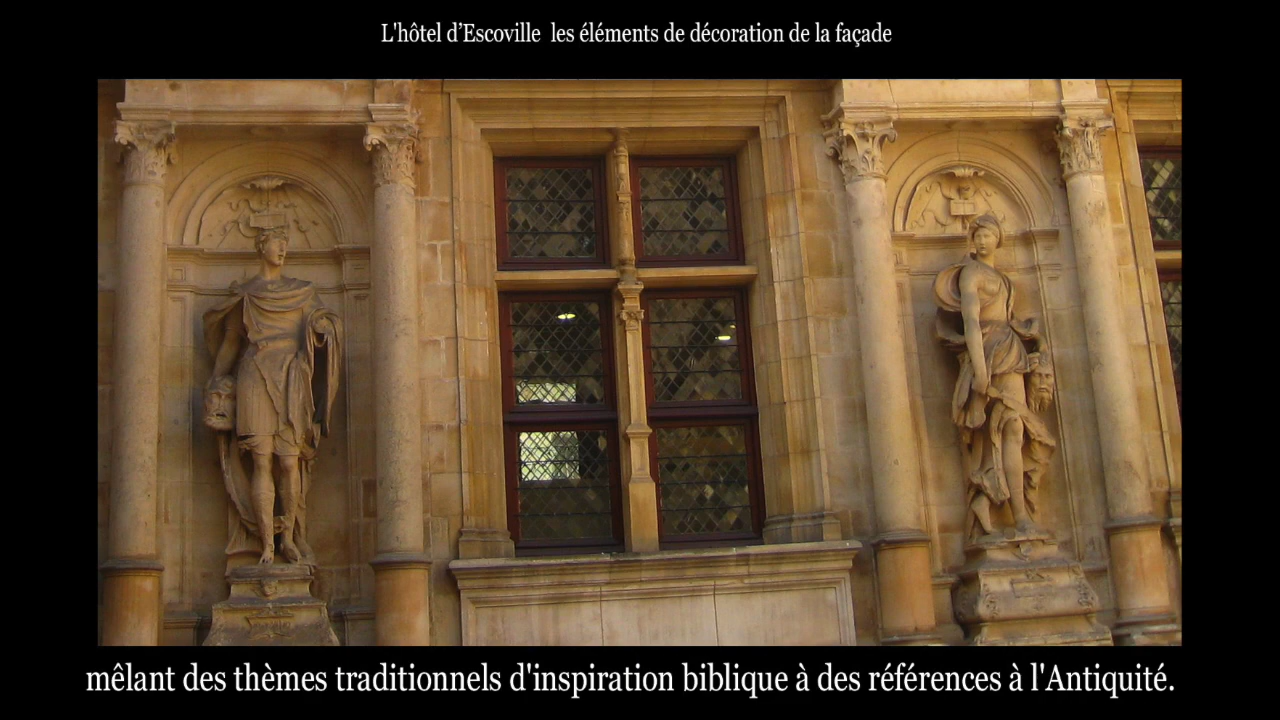 L'hôtel d’Escoville les éléments de décoration de la façade
mêlant des thèmes traditionnels d'inspiration biblique à des références à l'Antiquité.